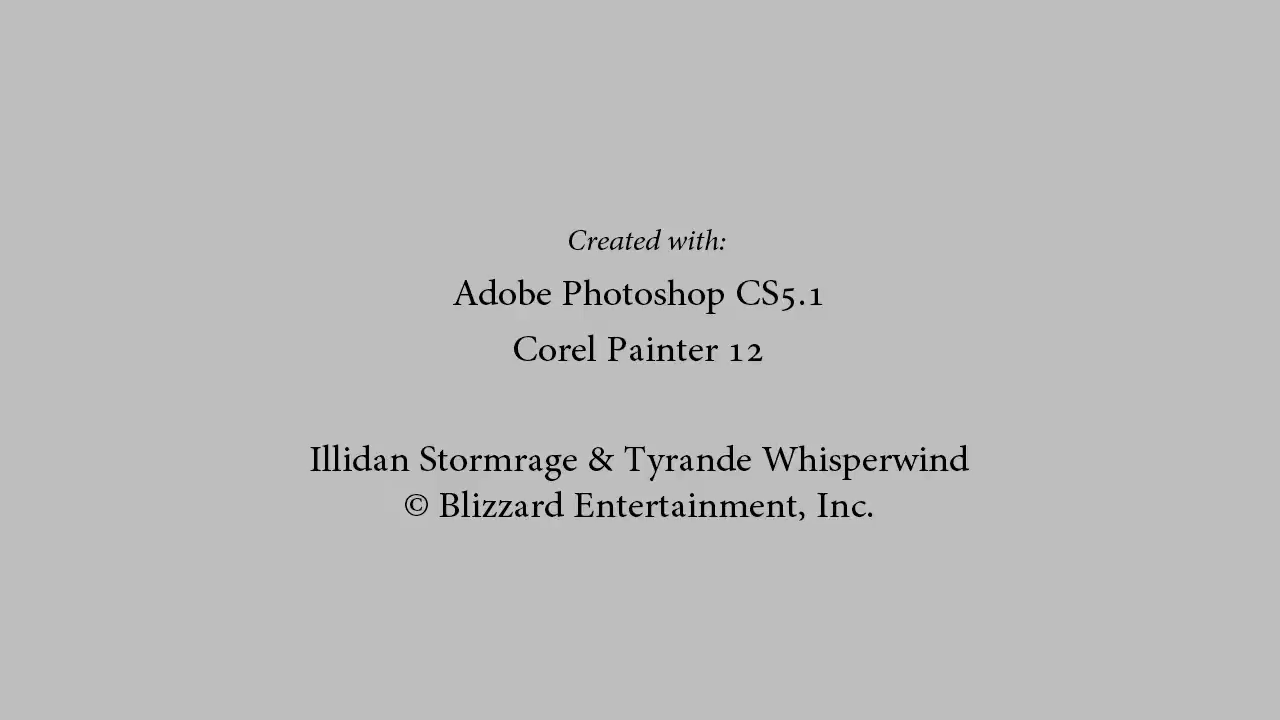 Created with:
Adobe Photoshop CS5.1
Corel Painter 12
Illidan Stormrage & Tyrande Whisperwind
© Blizzard Entertainment, Inc.